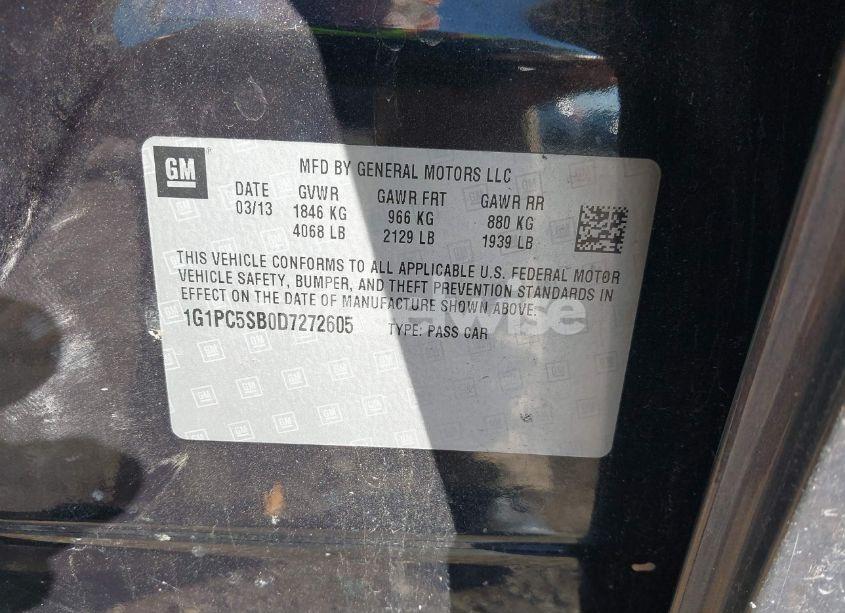 GM
MFD BY GENERAL MOTORS LLC
DATE GVWR GAWR FRT GAWR RR
03/13 1846 KG 966 KG 880 KG
4068 LB 2129 LB 1939 LB
THIS VEHICLE CONFORMS TO ALL APPLICABLE U.S. FEDERAL MOTOR
VEHICLE SAFETY, BUMPER, AND THEFT PREVENTION STANDARDS IN
EFFECT ON THE DATE OF MANUFACTURE SHOWN ABOVE.
1G1PC5SB0D7272605 TYPE: PASS CAR